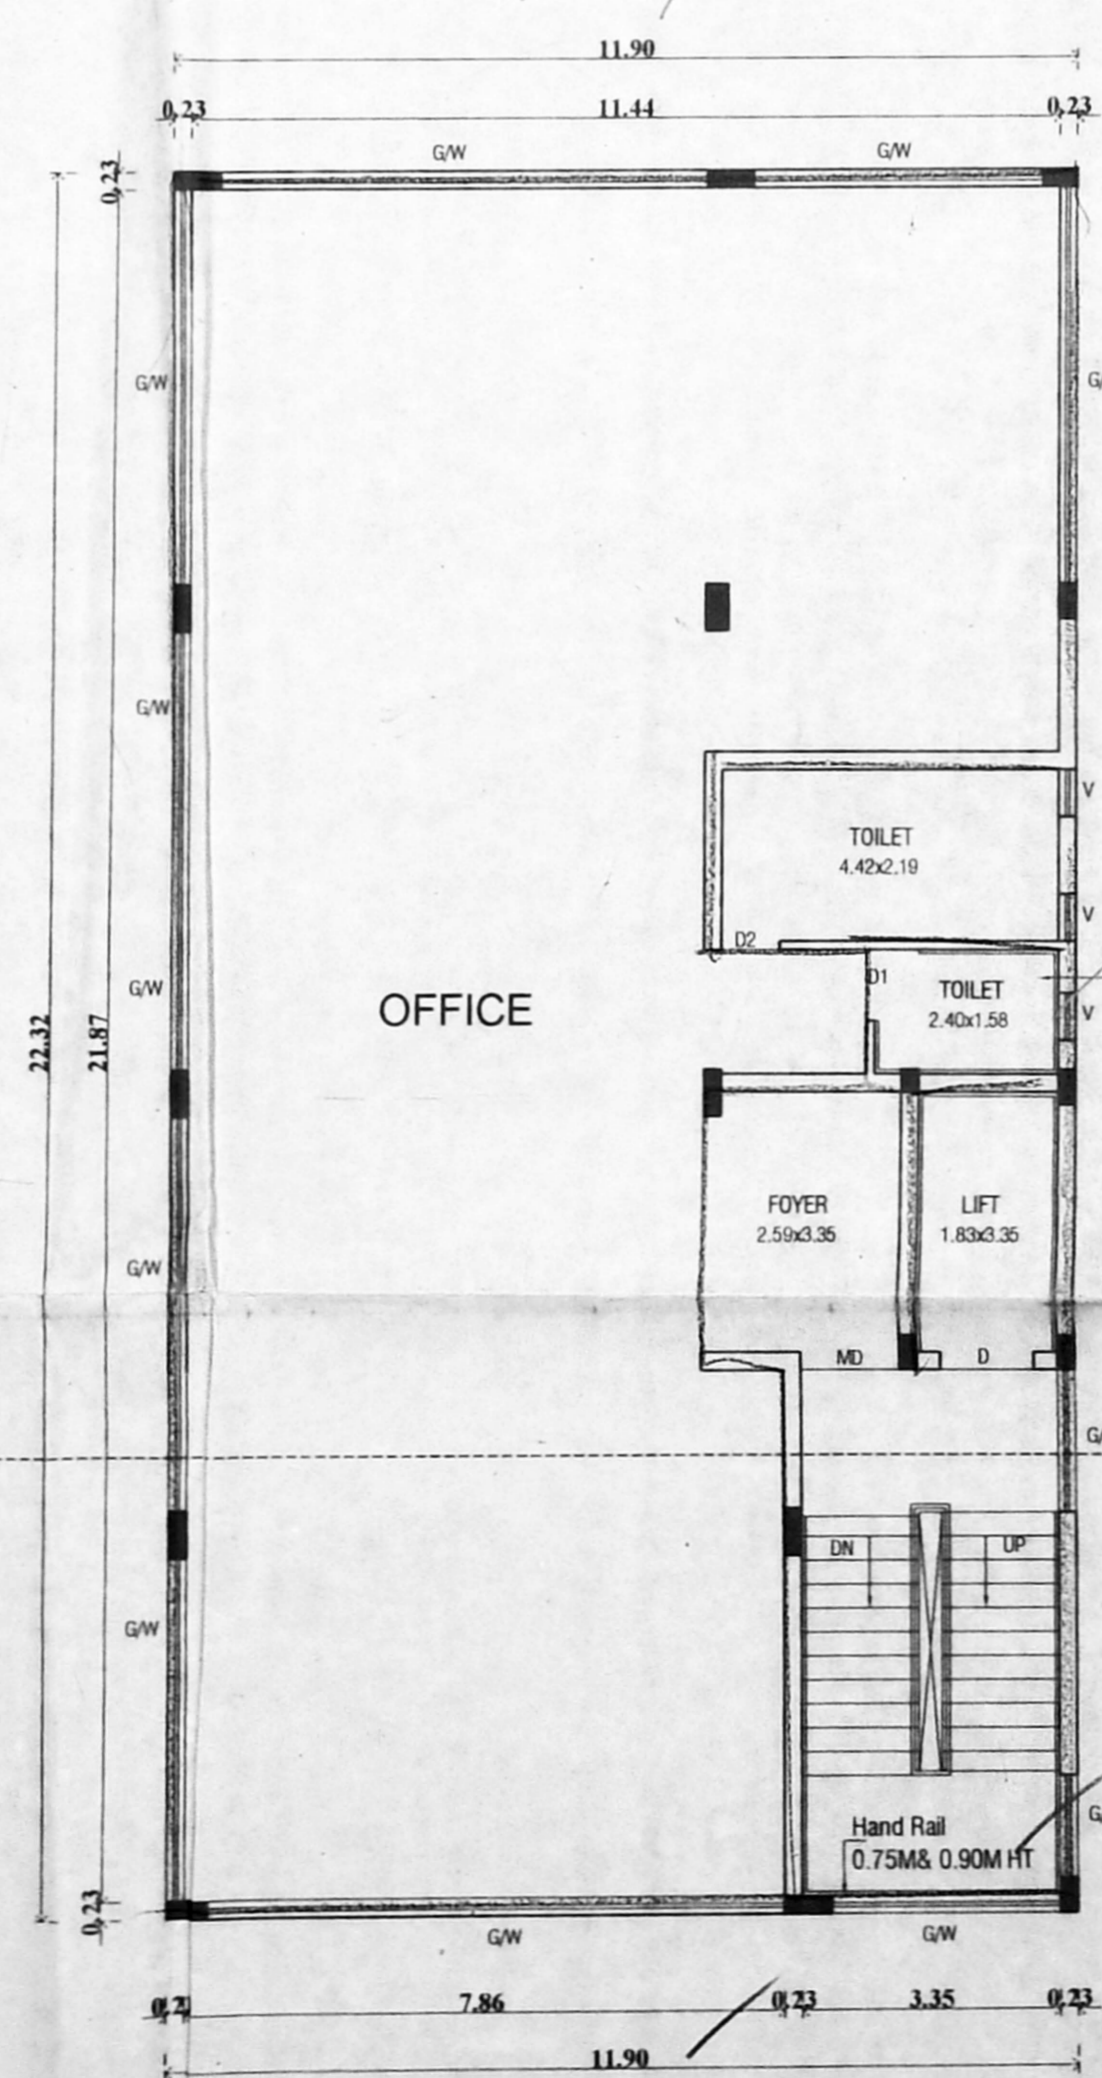 11.90
0.23 11.44 0.23
G/W G/W
0.23
G/W G/
G/W
TOILET
4.42x2.19
V
V
D2
D1
TOILET
2.40x1.58
V
G/W
OFFICE
22.32 21.87
FOYER
2.59x3.35
LIFT
1.83x3.35
G/W
MD D
G/
DN UP
G/W
Hand Rail
0.75M& 0.90M HT
G/
0.23
G/W G/W
7.86 0.23 3.35 0.23
11.90